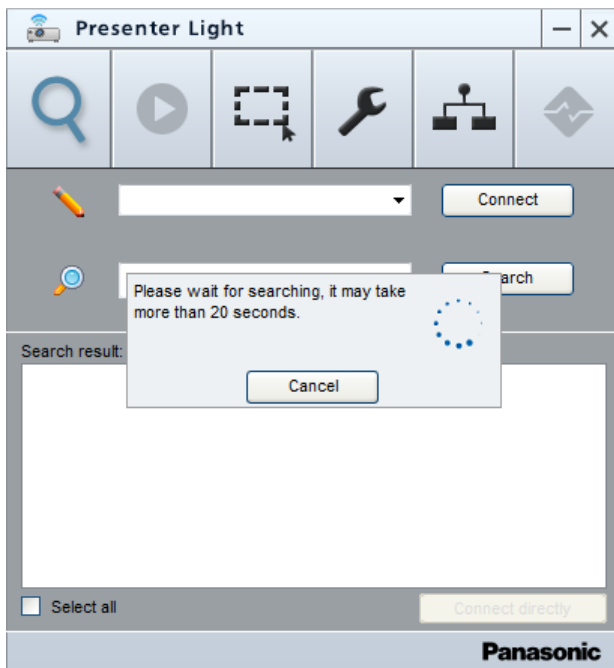 Presenter Light
Connect
Please wait for searching, it may take
more than 20 seconds.
Cancel
Search result:
Select all
Connect directly
Panasonic